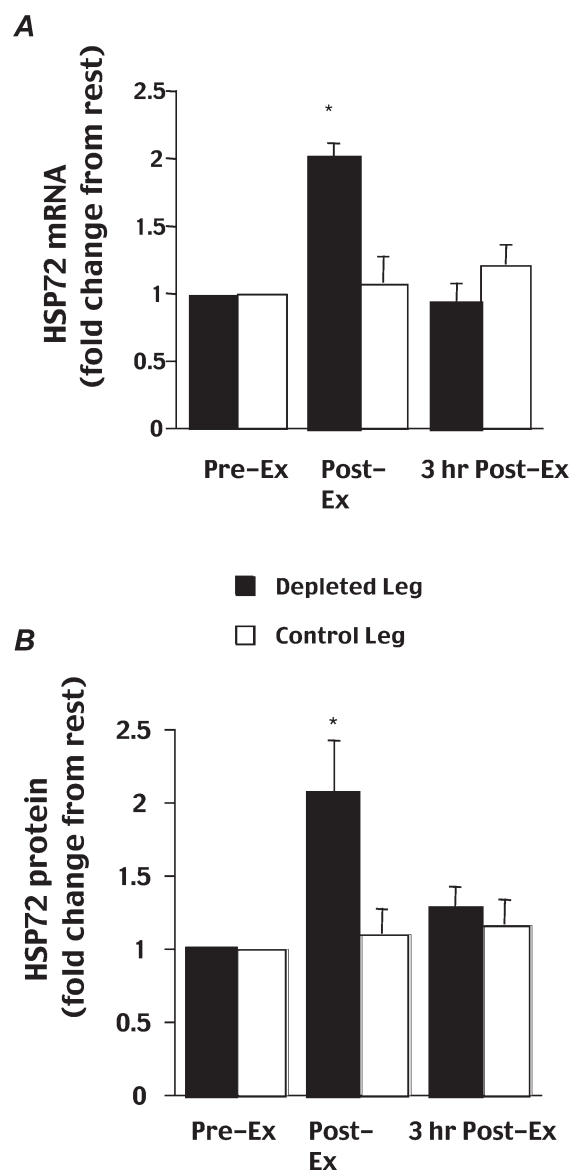 A
HSP72 mRNA
(fold change from rest)
2.5
2
1.5
1
0.5
0
*
Pre–Ex
Post–
Ex
3 hr Post–Ex
Depleted Leg
Control Leg
B
HSP72 protein
(fold change from rest)
2.5
2
1.5
1
0.5
0
*
Pre–Ex
Post–
Ex
3 hr Post–Ex